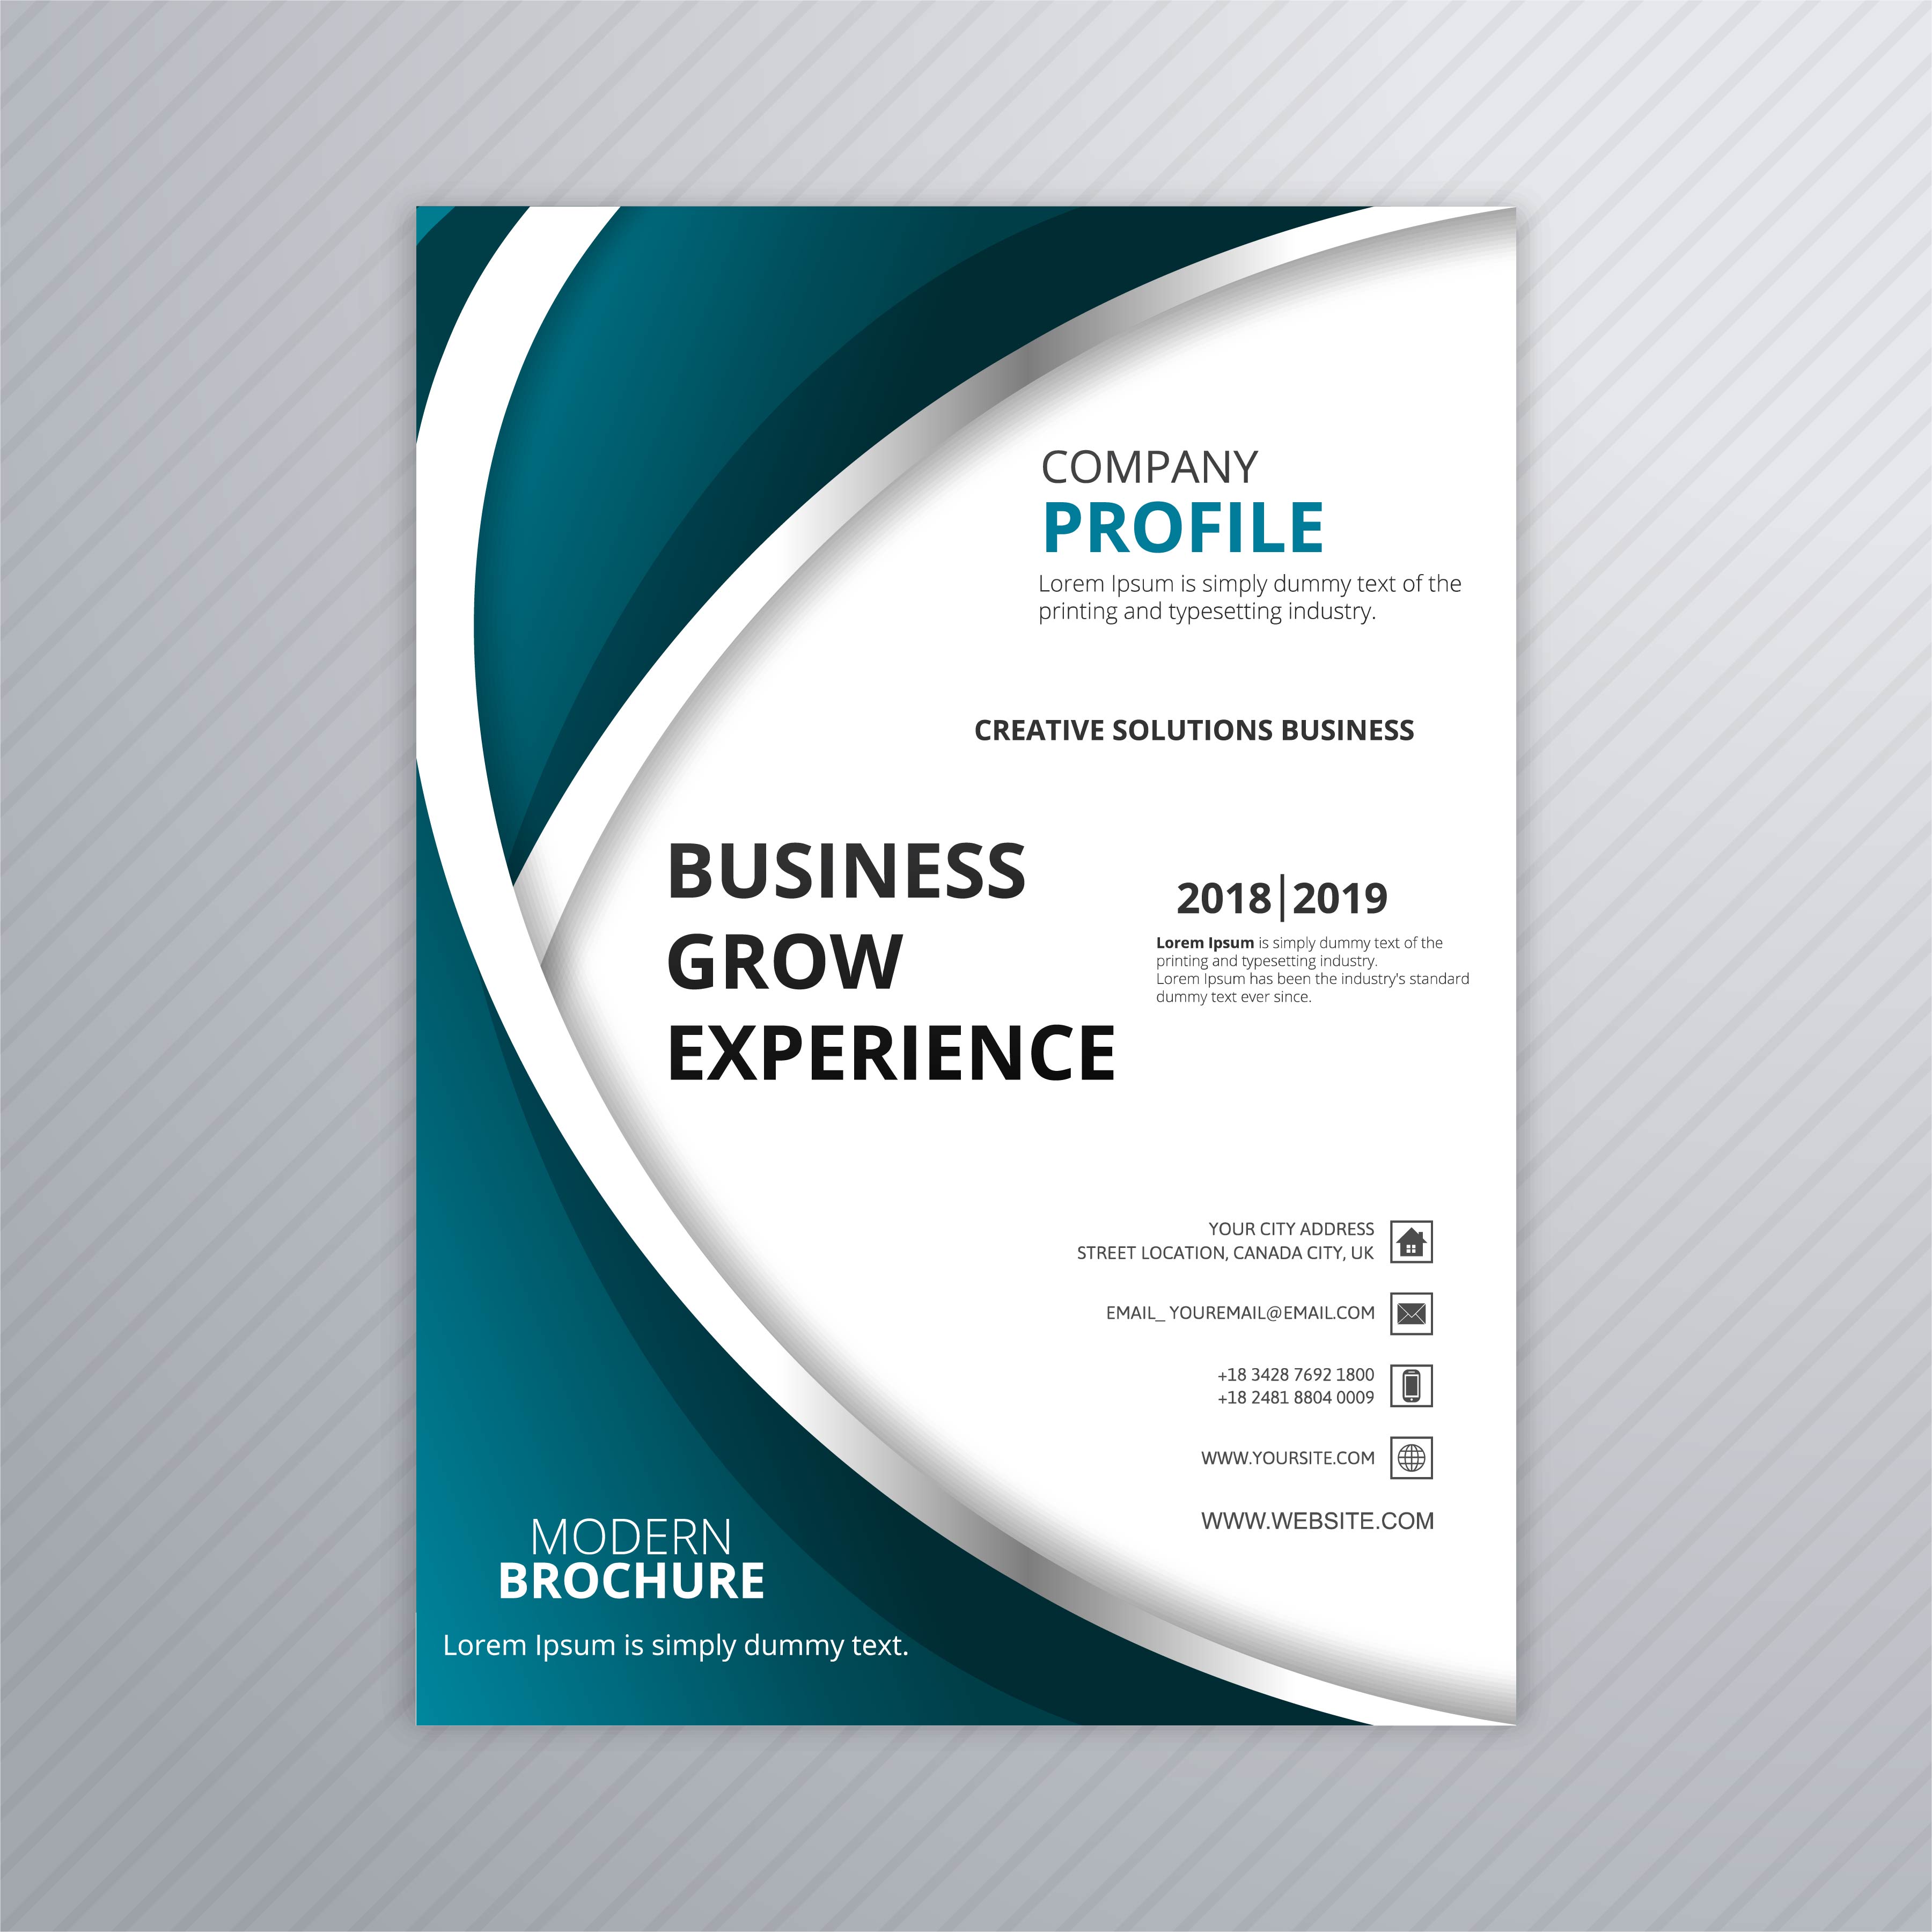 COMPANY
PROFILE
Lorem Ipsum is simply dummy text of the
printing and typesetting industry.
CREATIVE SOLUTIONS BUSINESS
BUSINESS
GROW
EXPERIENCE
2018|2019
Lorem Ipsum is simply dummy text of the
printing and typesetting industry.
Lorem Ipsum has been the industry's standard
dummy text ever since.
YOUR CITY ADDRESS
STREET LOCATION, CANADA CITY, UK
EMAIL_ YOUREMAIL@EMAIL.COM
+18 3428 7692 1800
+18 2481 8804 0009
WWW.YOURSITE.COM
WWW.WEBSITE.COM
MODERN
BROCHURE
Lorem Ipsum is simply dummy text.